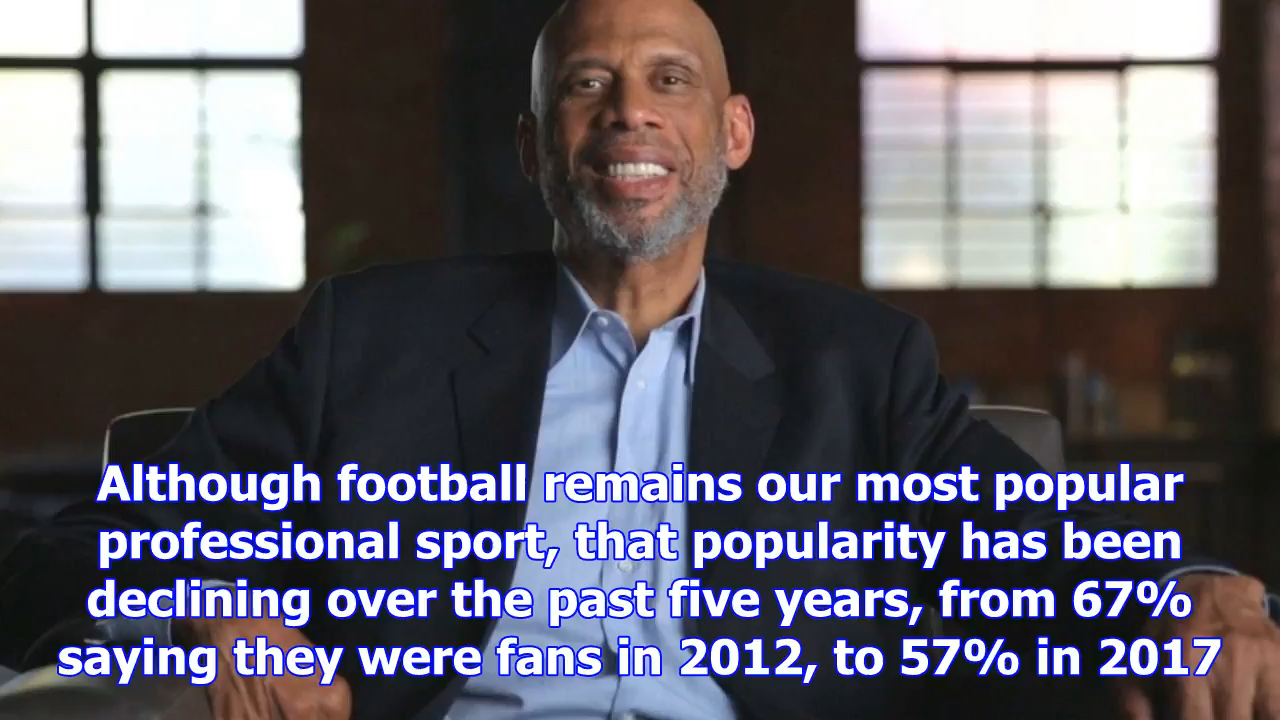 Although football remains our most popular
professional sport, that popularity has been
declining over the past five years, from 67%
saying they were fans in 2012, to 57% in 2017